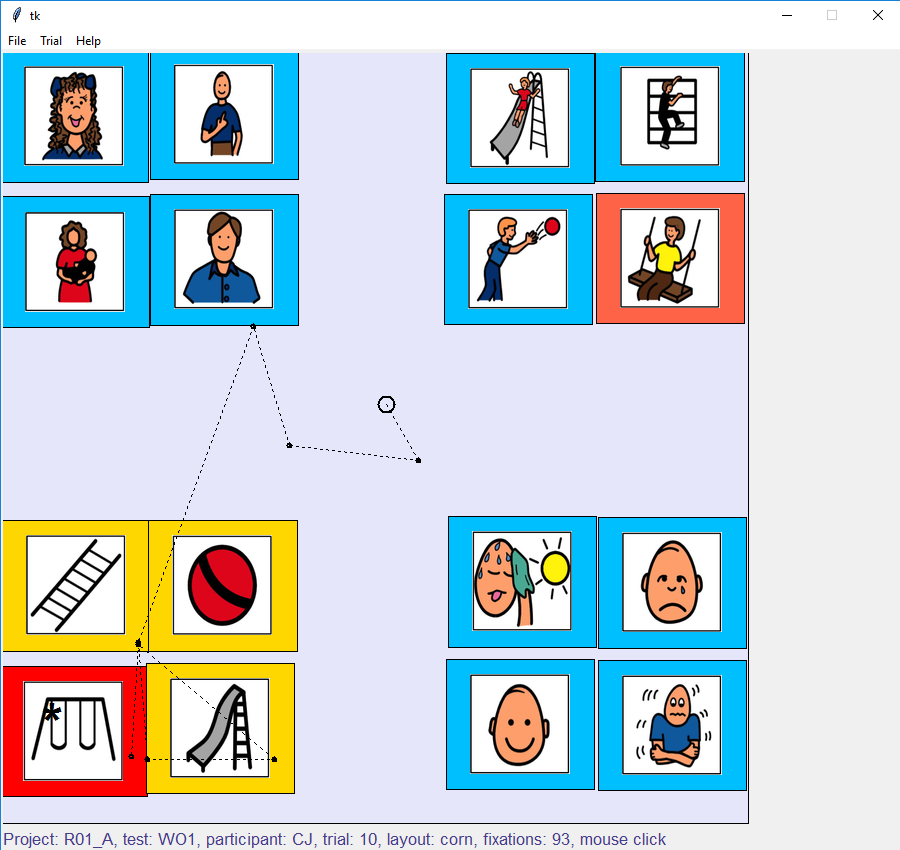 tk
File Trial Help
*
Project: R01_A, test: WO1, participant: CJ, trial: 10, layout: corn, fixations: 93, mouse click